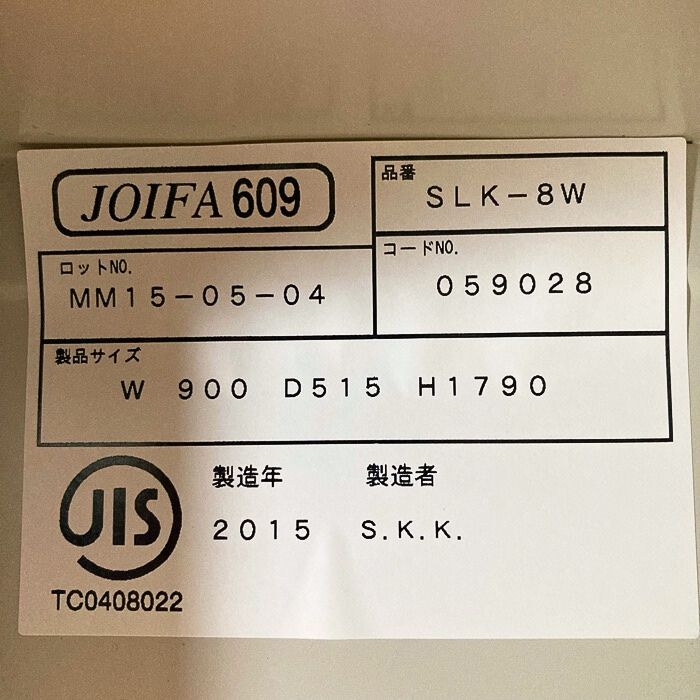 JOIFA 609
品番
SLK-8W
ロットNO.
MM15-05-04
コードNO.
059028
製品サイズ
W 900 D515 H1790
JIS
TC0408022
製造年
2015
製造者
S.K.K.